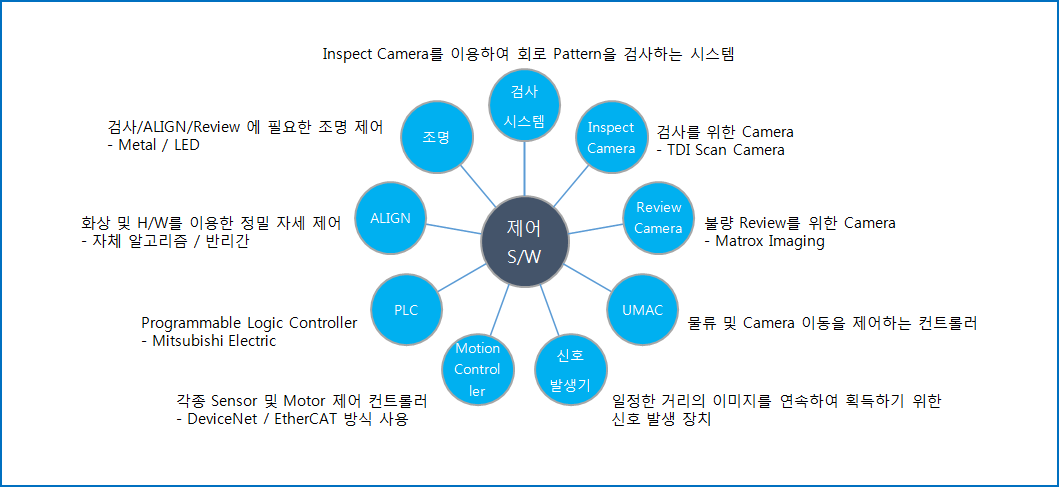 Inspect Camera를 이용하여 회로 Pattern을 검사하는 시스템
검사
시스템
검사/ALIGN/Review 에 필요한 조명 제어
- Metal / LED
조명
Inspect
Camera
검사를 위한 Camera
- TDI Scan Camera
화상 및 H/W를 이용한 정밀 자세 제어
- 자체 알고리즘 / 반리간
ALIGN
제어
S/W
Review
Camera
불량 Review를 위한 Camera
- Matrox Imaging
PLC
Programmable Logic Controller
- Mitsubishi Electric
UMAC
물류 및 Camera 이동을 제어하는 컨트롤러
Motion
Control
ler
각종 Sensor 및 Motor 제어 컨트롤러
- DeviceNet / EtherCAT 방식 사용
신호
발생기
일정한 거리의 이미지를 연속하여 획득하기 위한
신호 발생 장치